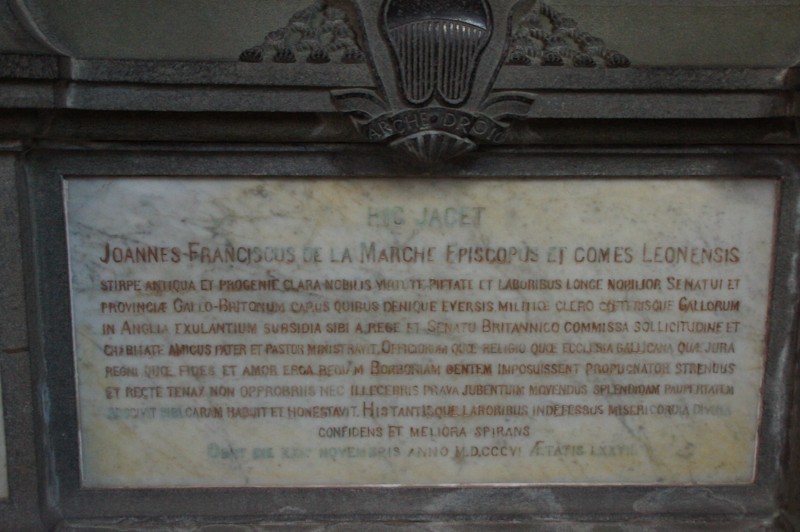 ARCHE DROIT
HIC JACET
JOANNES-FRANCISCUS DE LA MARCHE EPISCOPUS ET COMES LEONENSIS
STIRPE ANTIQUA ET PROGENIE CLARA NOBILIS VIRTUTE PIETATE ET LABORIBUS LONGE NOBILIOR SENATUI ET
PROVINCIÆ GALLO-BRITONUM CARUS QUIBUS DENIQUE EVERSIS MILITIÆ CLERO CŒTERISQUE GALLORUM
IN ANGLIA EXULANTIUM SUBSIDIA SIBI A REGE ET SENATU BRITANNICO COMMISSA SOLLICITUDINE ET
CHARITATE AMICUS PATER ET PASTOR MINISTRAVIT. OFFICIORUM QUÆ RELIGIO QUÆ ECCLESIA GALLICANA QUÆ JURA
REGNI QUÆ FIDES ET AMOR ERGA REGIAM BORBONIAM GENTEM IMPOSUISSENT PROPUGNATOR STRENUUS
ET RECTE TENAX NON OPPROBRIIS NEC ILLECEBRIS PRAVA JUBENTIUM MOVENDUS SPLENDIDAM PAUPERTATEM
SIBI CARAM HABUIT ET HONESTAVIT. HIS TANTISQUE LABORIBUS INDEFESSUS MISERICORDIA DIVINA
CONFIDENS ET MELIORA SPIRANS
OBIIT DIE NOVEMBRIS ANNO M.DCCCVI ÆTATIS LXXVII